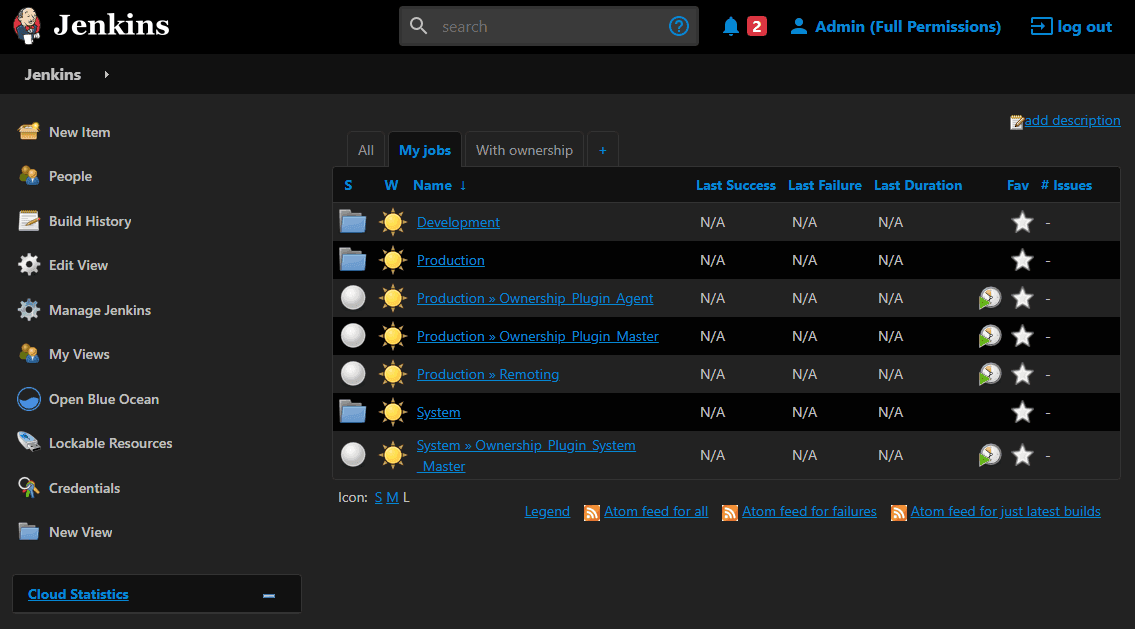 Jenkins
search
?
2
Admin (Full Permissions)
log out
Jenkins
New Item
People
Build History
Edit View
Manage Jenkins
My Views
Open Blue Ocean
Lockable Resources
Credentials
New View
Cloud Statistics
add description
All My jobs With ownership +
S W Name ↓ Last Success Last Failure Last Duration Fav # Issues
Development N/A N/A N/A -
Production N/A N/A N/A -
Production » Ownership_Plugin_Agent N/A N/A N/A -
Production » Ownership_Plugin_Master N/A N/A N/A -
Production » Remoting N/A N/A N/A -
System N/A N/A N/A -
System » Ownership_Plugin_System
_Master N/A N/A N/A -
Icon: S M L
Legend Atom feed for all Atom feed for failures Atom feed for just latest builds